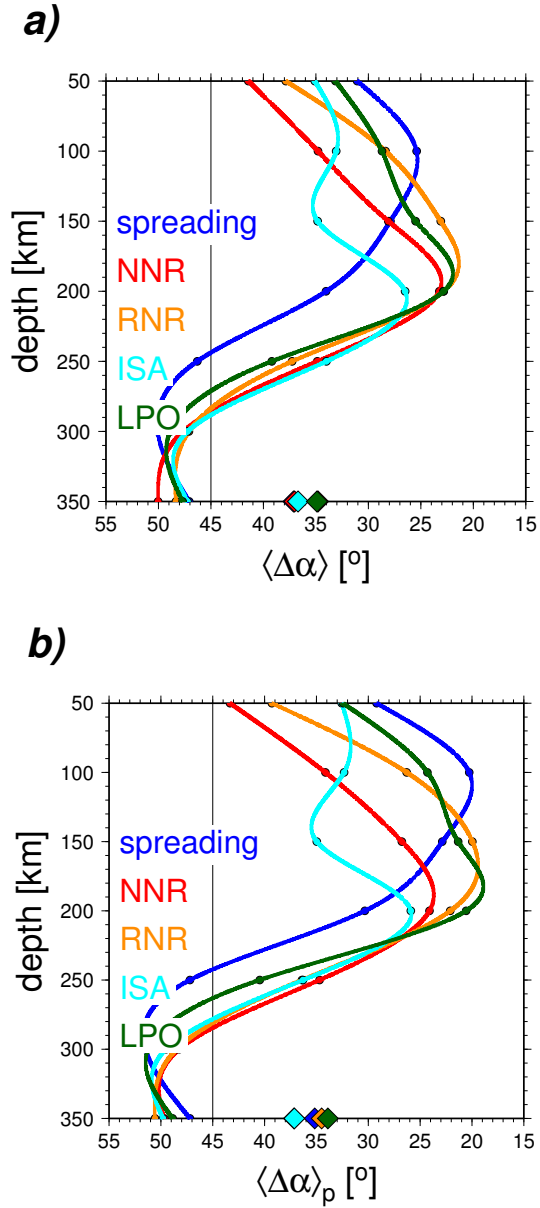 a)
50
100
150
200
250
300
350
depth [km]
spreading
NNR
RNR
ISA
LPO
55 50 45 40 35 30 25 20 15
⟨Δα⟩ [°]
b)
50
100
150
200
250
300
350
depth [km]
spreading
NNR
RNR
ISA
LPO
55 50 45 40 35 30 25 20 15
⟨Δα⟩p [°]